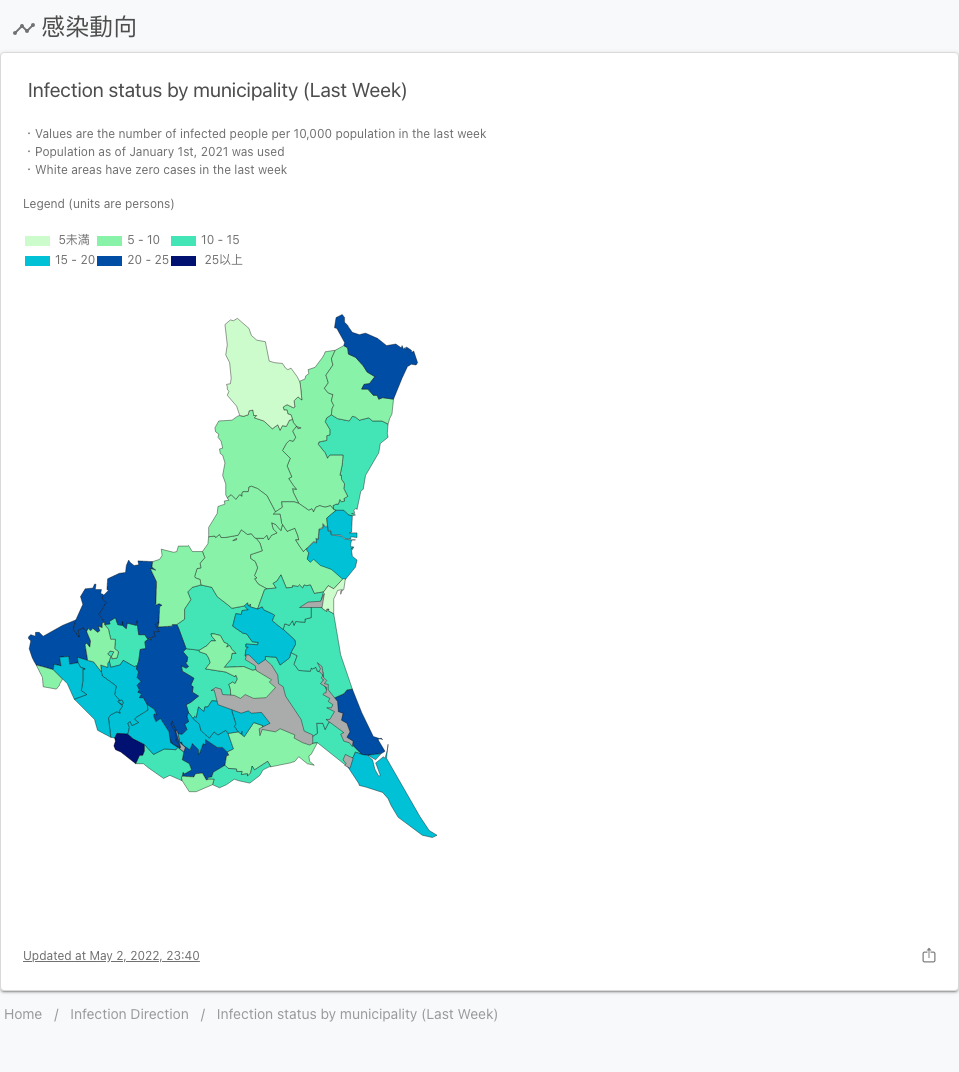 感染動向
Infection status by municipality (Last Week)
・Values are the number of infected people per 10,000 population in the last week
・Population as of January 1st, 2021 was used
・White areas have zero cases in the last week
Legend (units are persons)
5未満 5 - 10 10 - 15
15 - 20 20 - 25 25以上
Updated at May 2, 2022, 23:40
Home / Infection Direction / Infection status by municipality (Last Week)